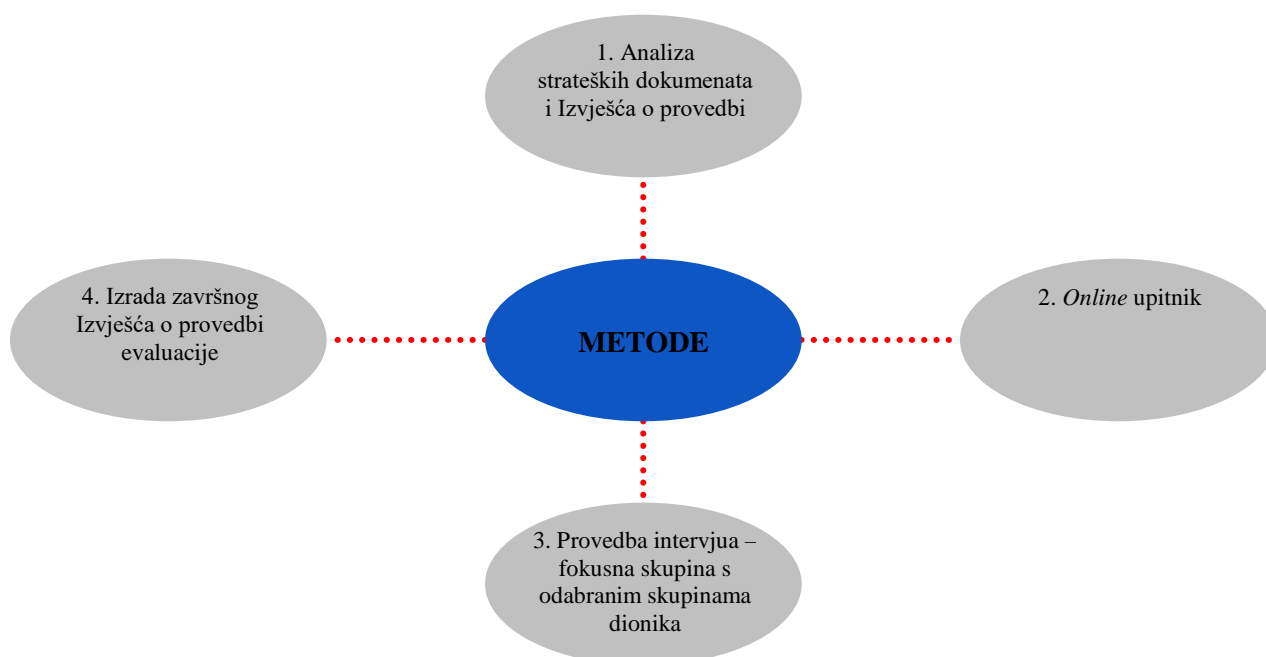 1. Analiza
strateških dokumenata
i Izvješća o provedbi
4. Izrada završnog
Izvješća o provedbi
evaluacije
METODE
2. Online upitnik
3. Provedba intervjua –
fokusna skupina s
odabranim skupinama
dionika